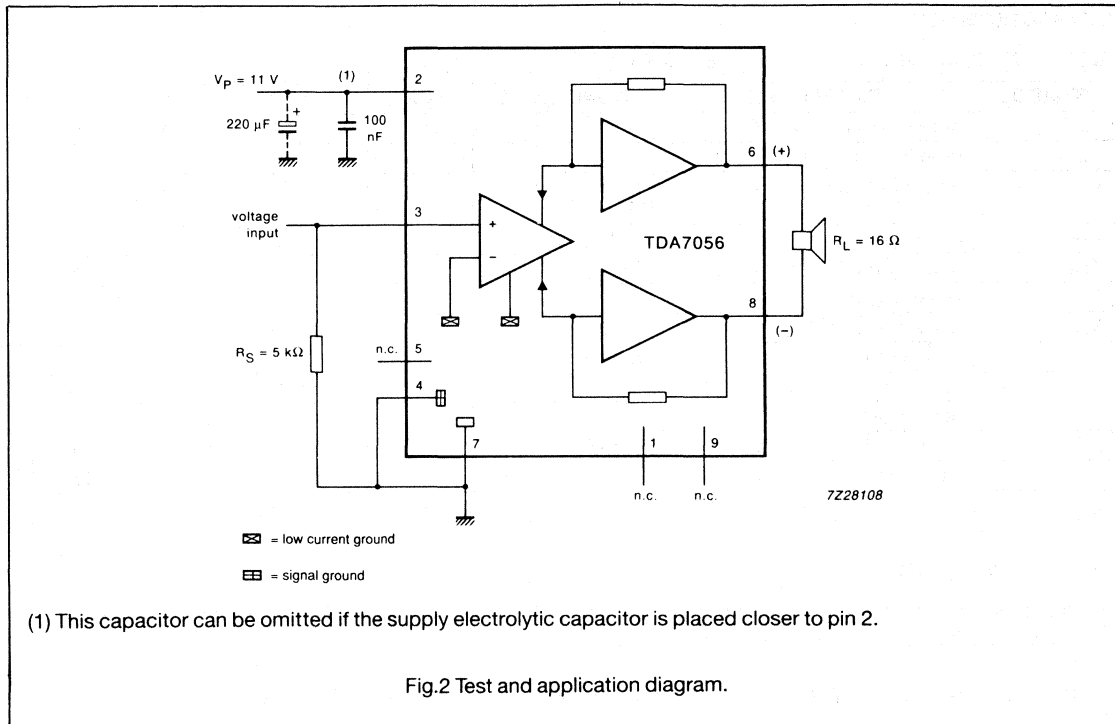 V_P = 11 V
(1)
2
220 µF
+
100
nF
6
(+)
voltage
input
3
+
−
TDA7056
R_L = 16 Ω
8
(−)
n.c.
5
R_S = 5 kΩ
4
7
1
9
n.c.
n.c.
7Z28108
= low current ground
= signal ground
(1) This capacitor can be omitted if the supply electrolytic capacitor is placed closer to pin 2.
Fig.2 Test and application diagram.